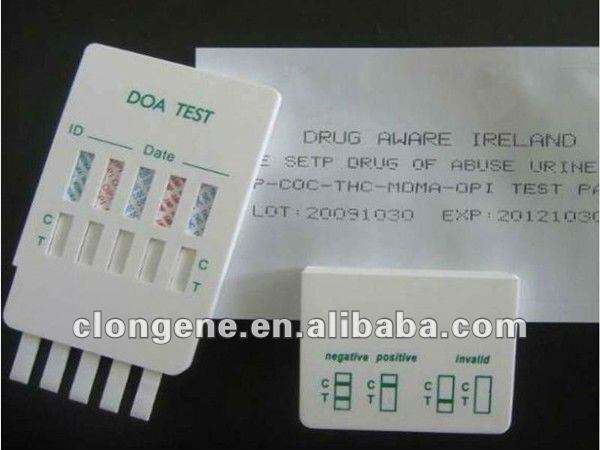 DOA TEST
ID Date
C
T
C
T
DRUG AWARE IRELAND
E SETP DRUG OF ABUSE URINE
P-COC-THC-MDMA-OPI TEST PA
LOT:20091030 EXP:20121030
clongene.en.alibaba.com
negative positive invalid
C C C
T T T